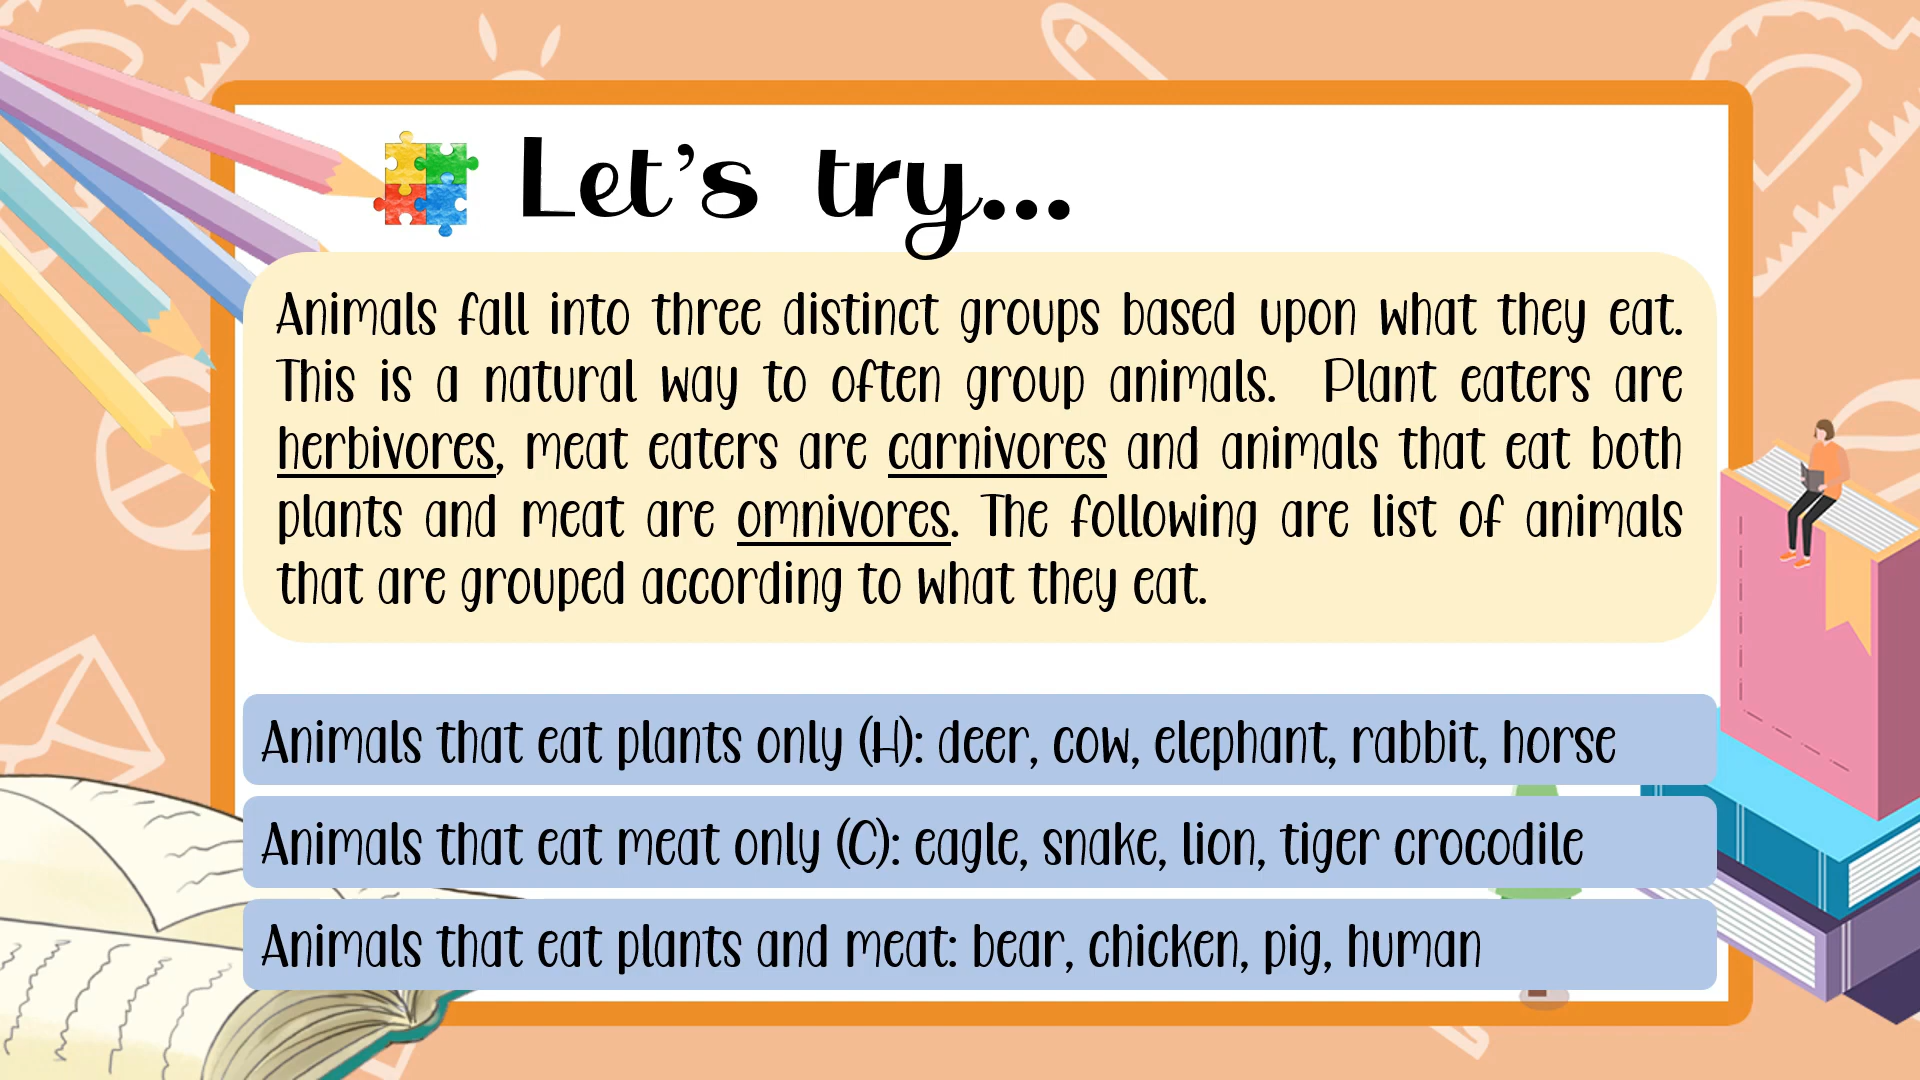 Let's try...
Animals fall into three distinct groups based upon what they eat.
This is a natural way to often group animals. Plant eaters are
herbivores, meat eaters are carnivores and animals that eat both
plants and meat are omnivores. The following are list of animals
that are grouped according to what they eat.
Animals that eat plants only (H): deer, cow, elephant, rabbit, horse
Animals that eat meat only (C): eagle, snake, lion, tiger crocodile
Animals that eat plants and meat: bear, chicken, pig, human